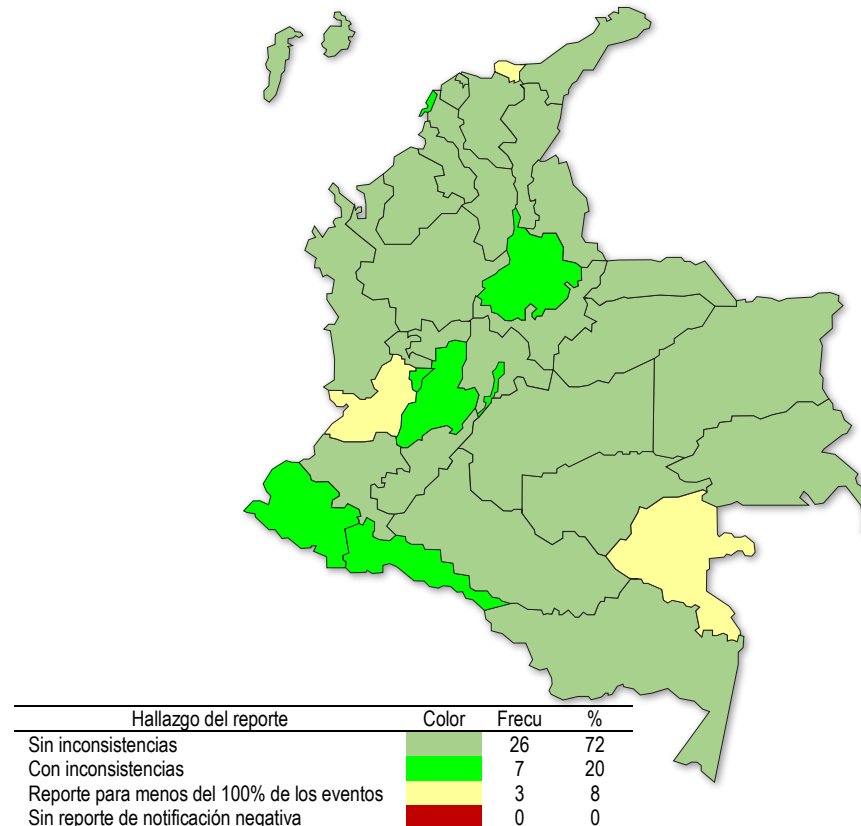 Hallazgo del reporte Color Frecu %
Sin inconsistencias 26 72
Con inconsistencias 7 20
Reporte para menos del 100% de los eventos 3 8
Sin reporte de notificación negativa 0 0